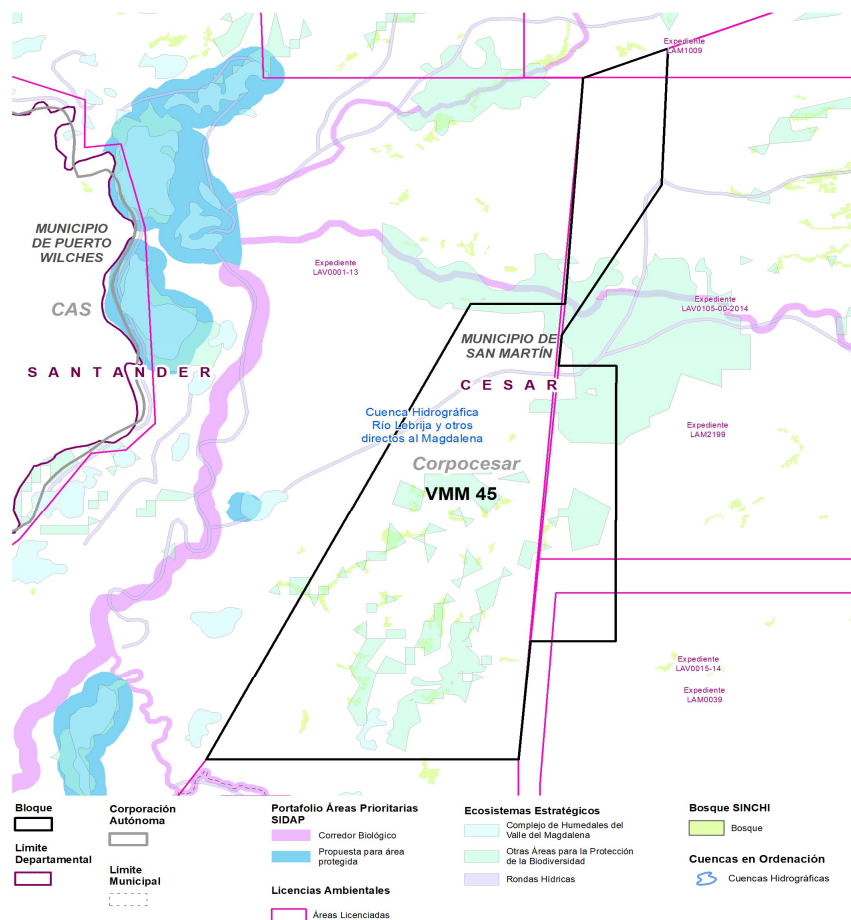 Expediente
LAM1009
MUNICIPIO
DE PUERTO
WILCHES
Expediente
LAV0001-13
CAS
Expediente
LAV0105-00-2014
MUNICIPIO DE
SAN MARTÍN
SANTANDER
CESAR
Cuenca Hidrográfica
Río Lebrija y otros
directos al Magdalena
Expediente
LAM2199
Corpocesar
VMM 45
Expediente
LAV0015-14
Expediente
LAM0039
Bloque
Limite
Departamental
Corporación
Autónoma
Limite
Municipal
Portafolio Áreas Prioritarias
SIDAP
Corredor Biológico
Propuesta para área
protegida
Licencias Ambientales
Áreas Licenciadas
Ecosistemas Estratégicos
Complejo de Humedales del
Valle del Magdalena
Otras Áreas para la Protección
de la Biodiversidad
Rondas Hídricas
Bosque SINCHI
Bosque
Cuencas en Ordenación
Cuencas Hidrográficas